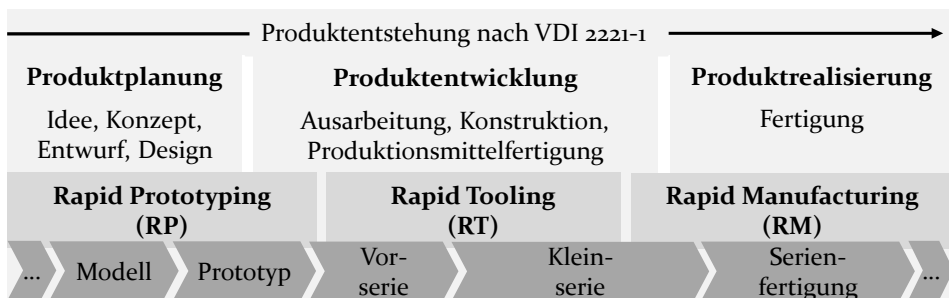 Produktentstehung nach VDI 2221-1
Produktplanung
Idee, Konzept,
Entwurf, Design
Produktentwicklung
Ausarbeitung, Konstruktion,
Produktionsmittelfertigung
Produktrealisierung
Fertigung
Rapid Prototyping
(RP)
Rapid Tooling
(RT)
Rapid Manufacturing
(RM)
...
Modell
Prototyp
Vor-
serie
Klein-
serie
Serien-
fertigung
...